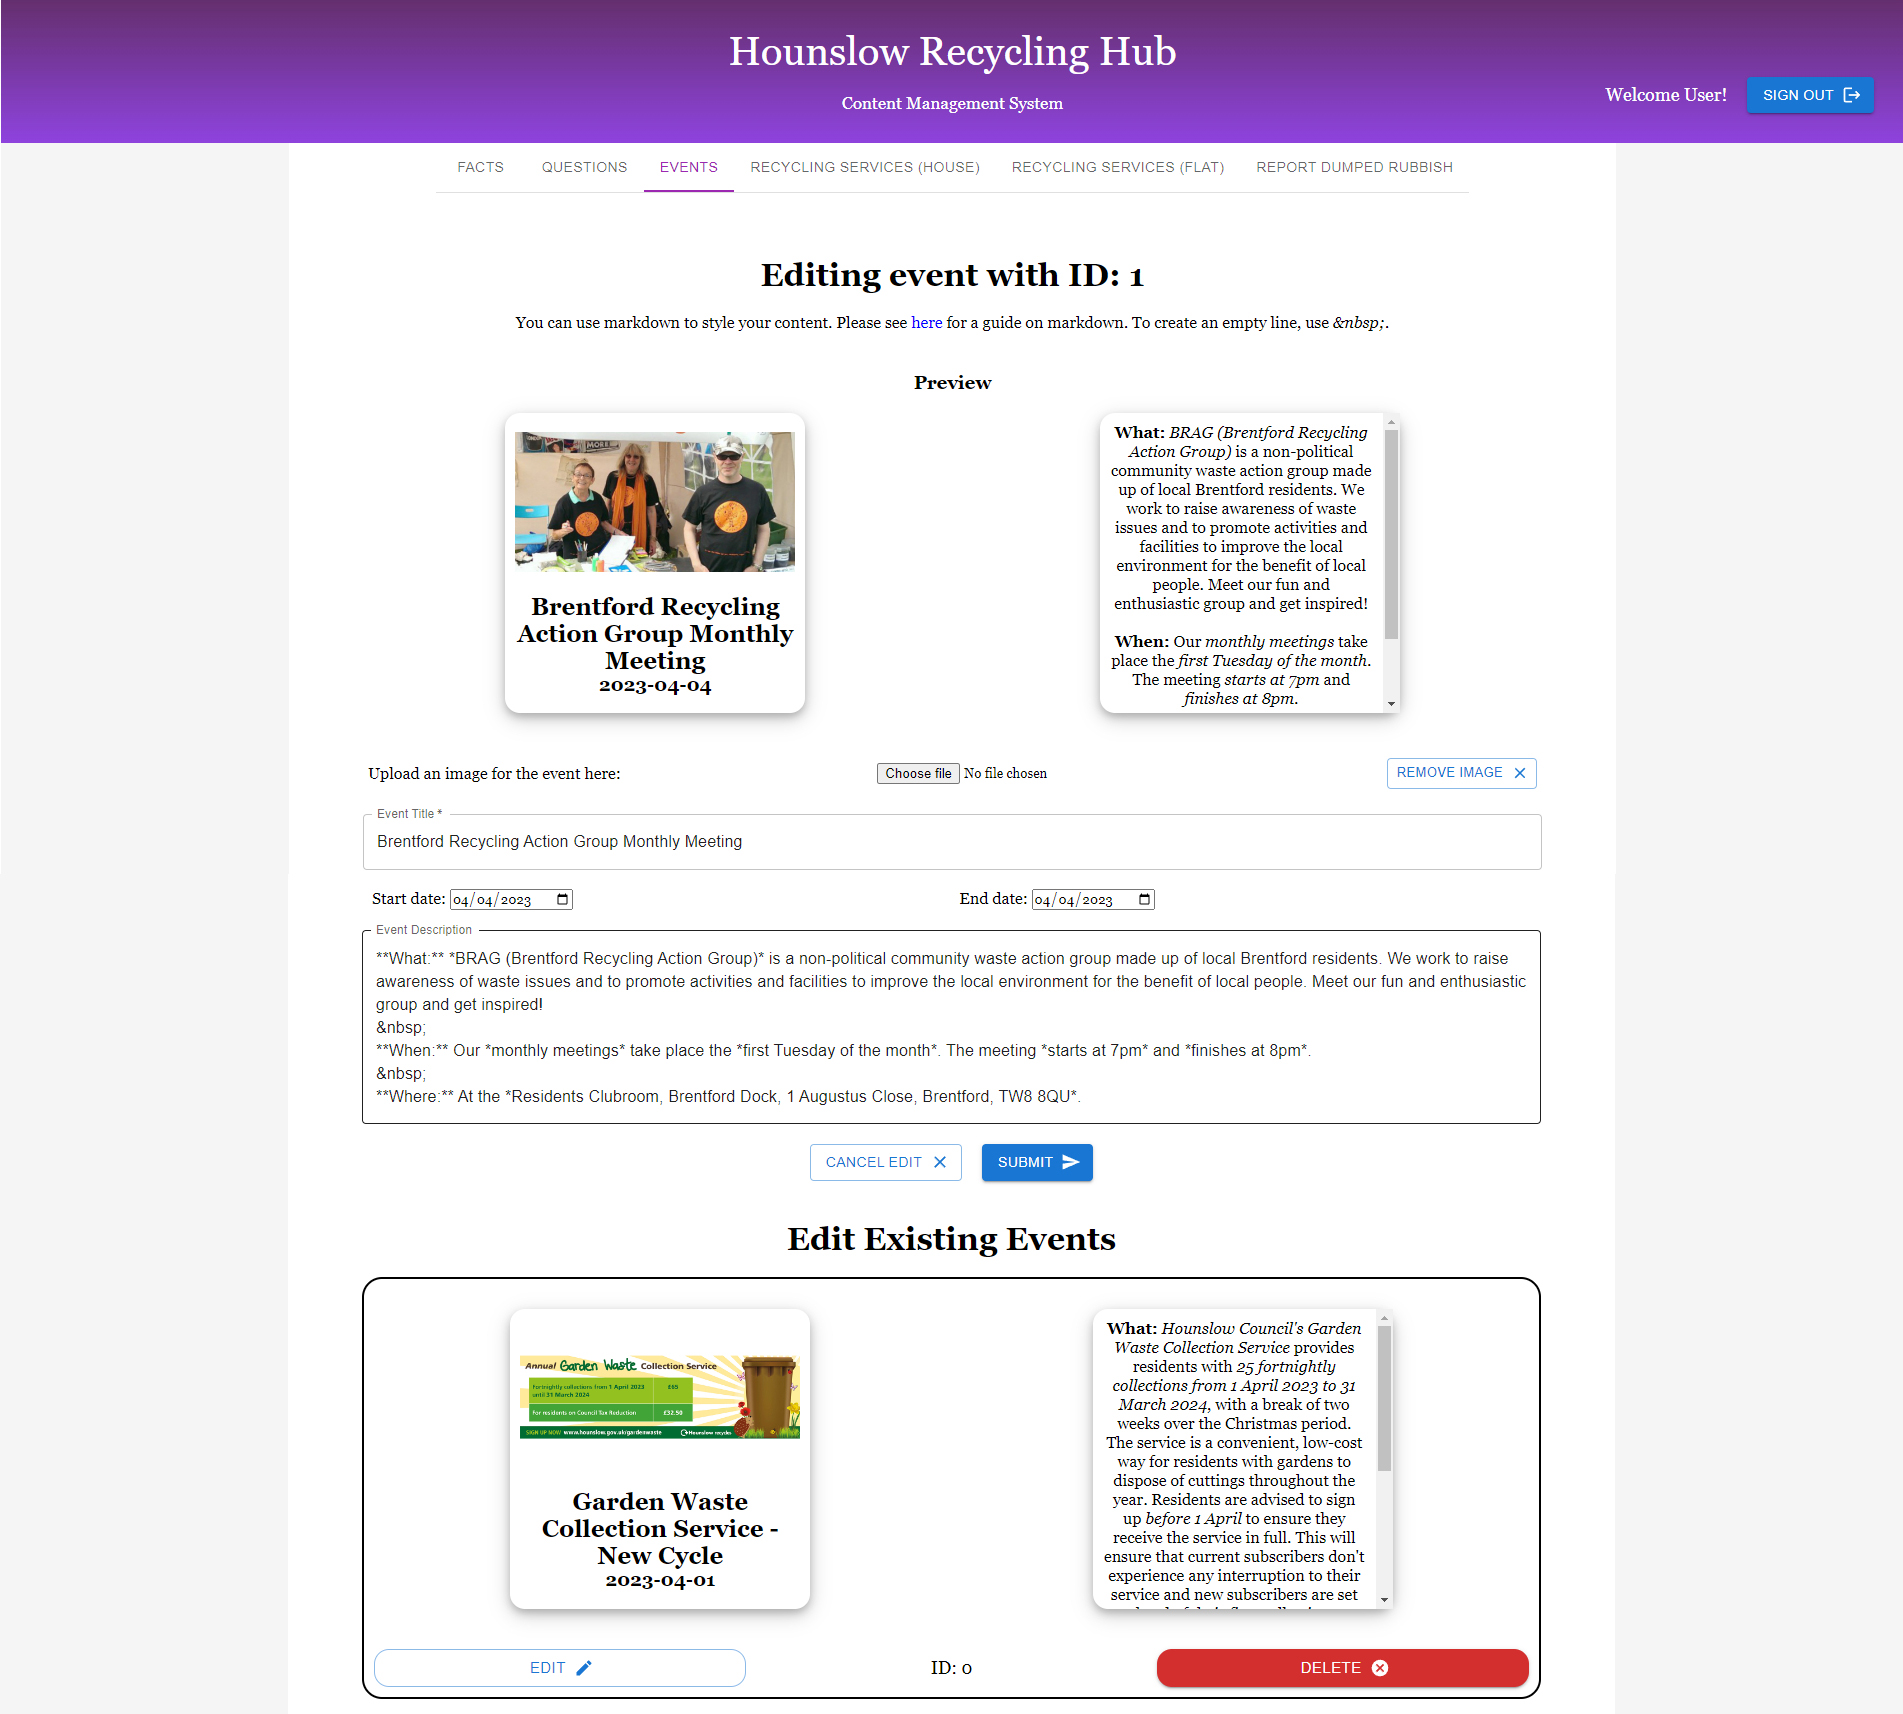 Hounslow Recycling Hub
Content Management System
Welcome User!
SIGN OUT
FACTS
QUESTIONS
EVENTS
RECYCLING SERVICES (HOUSE)
RECYCLING SERVICES (FLAT)
REPORT DUMPED RUBBISH
Editing event with ID: 1
You can use markdown to style your content. Please see here for a guide on markdown. To create an empty line, use &nbsp;.
Preview
MORE
Brentford Recycling
Action Group Monthly
Meeting
2023-04-04
What: BRAG (Brentford Recycling
Action Group) is a non-political
community waste action group made
up of local Brentford residents. We
work to raise awareness of waste
issues and to promote activities and
facilities to improve the local
environment for the benefit of local
people. Meet our fun and
enthusiastic group and get inspired!
When: Our monthly meetings take
place the first Tuesday of the month.
The meeting starts at 7pm and
finishes at 8pm.
Upload an image for the event here:
Choose file No file chosen
REMOVE IMAGE
Event Title *
Brentford Recycling Action Group Monthly Meeting
Start date: 04/04/2023
End date: 04/04/2023
Event Description
**What:** *BRAG (Brentford Recycling Action Group)* is a non-political community waste action group made up of local Brentford residents. We work to raise
awareness of waste issues and to promote activities and facilities to improve the local environment for the benefit of local people. Meet our fun and enthusiastic
group and get inspired!
&nbsp;
**When:** Our *monthly meetings* take place the *first Tuesday of the month*. The meeting *starts at 7pm* and *finishes at 8pm*.
&nbsp;
**Where:** At the *Residents Clubroom, Brentford Dock, 1 Augustus Close, Brentford, TW8 8QU*.
CANCEL EDIT
SUBMIT
Edit Existing Events
Annual Garden Waste Collection Service
Fortnightly collections from 1 April 2023
until 31 March 2024
£65
For residents on Council Tax Reduction
£32.50
SIGN UP NOW www.hounslow.gov.uk/gardenwaste
Hounslow recycles
Garden Waste
Collection Service -
New Cycle
2023-04-01
What: Hounslow Council's Garden
Waste Collection Service provides
residents with 25 fortnightly
collections from 1 April 2023 to 31
March 2024, with a break of two
weeks over the Christmas period.
The service is a convenient, low-cost
way for residents with gardens to
dispose of cuttings throughout the
year. Residents are advised to sign
up before 1 April to ensure they
receive the service in full. This will
ensure that current subscribers don't
experience any interruption to their
service and new subscribers are set
EDIT
ID: 0
DELETE